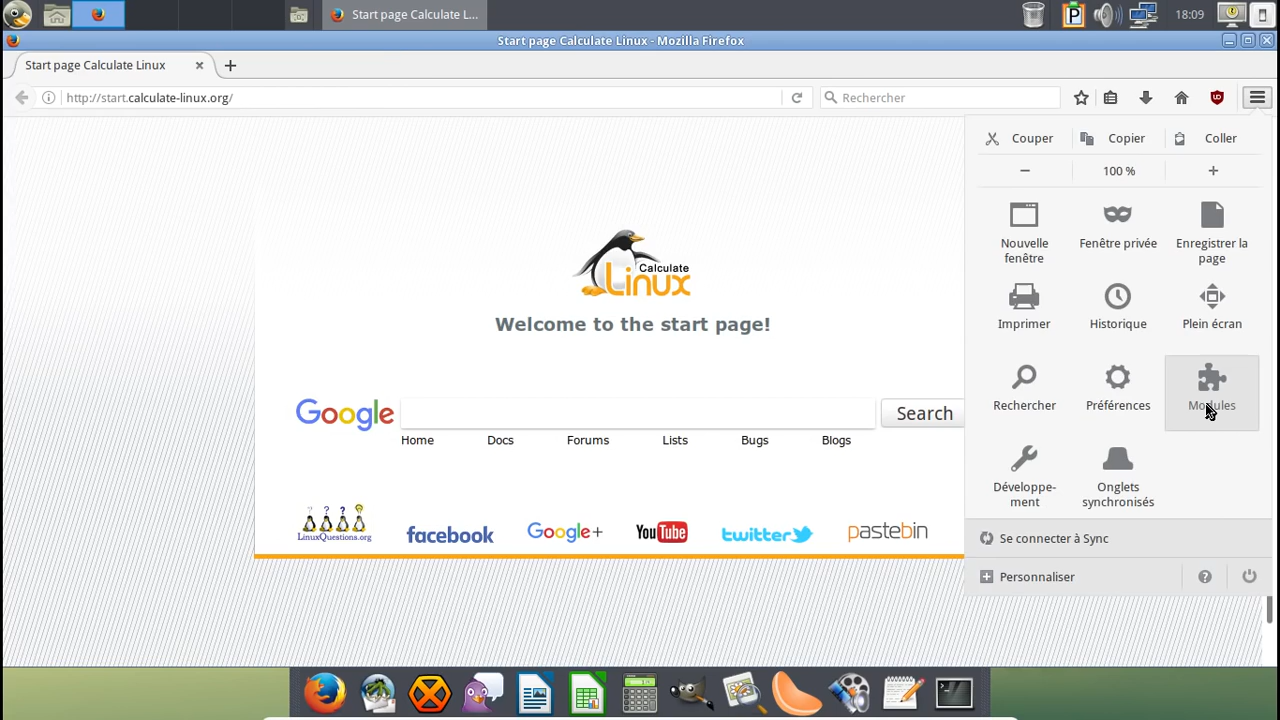 Start page Calculate L...
P
18:09
Start page Calculate Linux - Mozilla Firefox
Start page Calculate Linux
http://start.calculate-linux.org/
Rechercher
Couper Copier Coller
100 %
Nouvelle fenêtre
Fenêtre privée
Enregistrer la page
Imprimer
Historique
Plein écran
Rechercher
Préférences
Modules
Développe-
ment
Onglets
synchronisés
Se connecter à Sync
Personnaliser
Calculate
Linux
Welcome to the start page!
Google
Search
Home Docs Forums Lists Bugs Blogs
LinuxQuestions.org
facebook
Google+
YouTube
twitter
pastebin